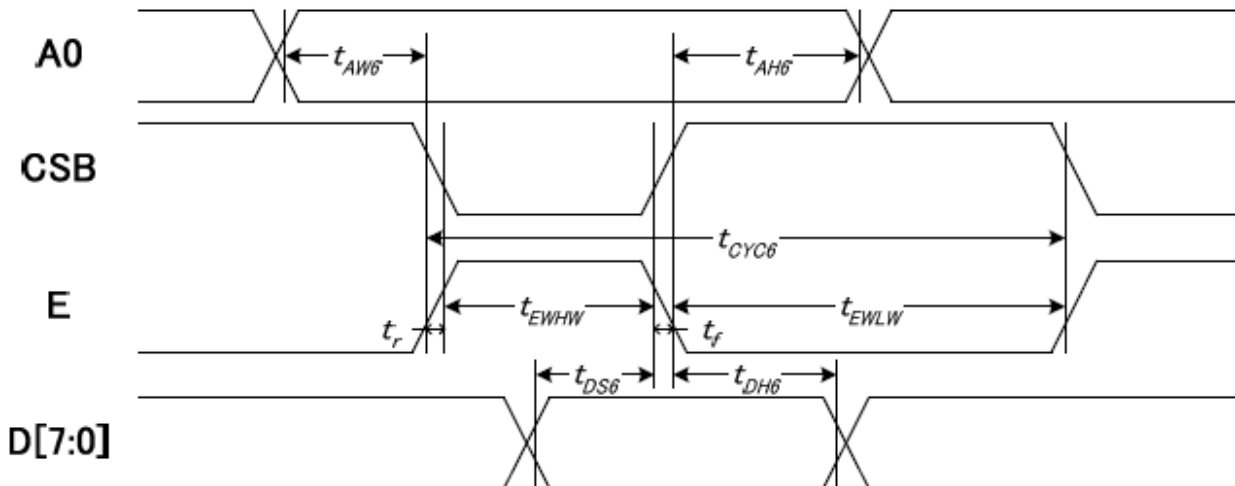 A0
t_AW6
t_AH6
CSB
t_CYC6
E
t_r
t_EWHW
t_f
t_EWLW
t_DS6
t_DH6
D[7:0]